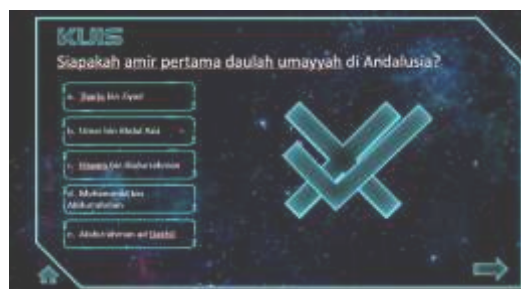 KUIS
Siapakah amir pertama daulah umayyah di Andalusia?
a. Thoriq bin Ziyad
b. Umar bin Abdul Aziz
c. Hisyam bin Abdurrahman
d. Muhammad bin
Abdurrahman
e. Abdurrahman ad Dakhil